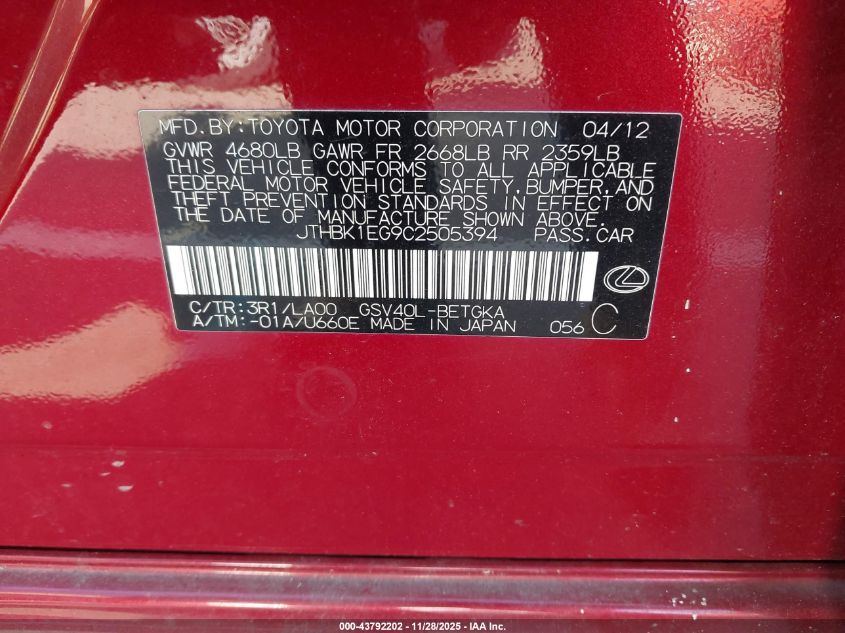 MFD.BY:TOYOTA MOTOR CORPORATION 04/12
GVWR 4680LB GAWR FR 2668LB RR 2359LB
THIS VEHICLE CONFORMS TO ALL APPLICABLE
FEDERAL MOTOR VEHICLE SAFETY,BUMPER,AND
THEFT PREVENTION STANDARDS IN EFFECT ON
THE DATE OF MANUFACTURE SHOWN ABOVE.
JTHBK1EG9C2505394 PASS.CAR
C/TR:3R1/LA00 GSV40L-BETGKA
A/TM:-01A/U660E MADE IN JAPAN 056 C
000-43792202 - 11/28/2025 - IAA Inc.